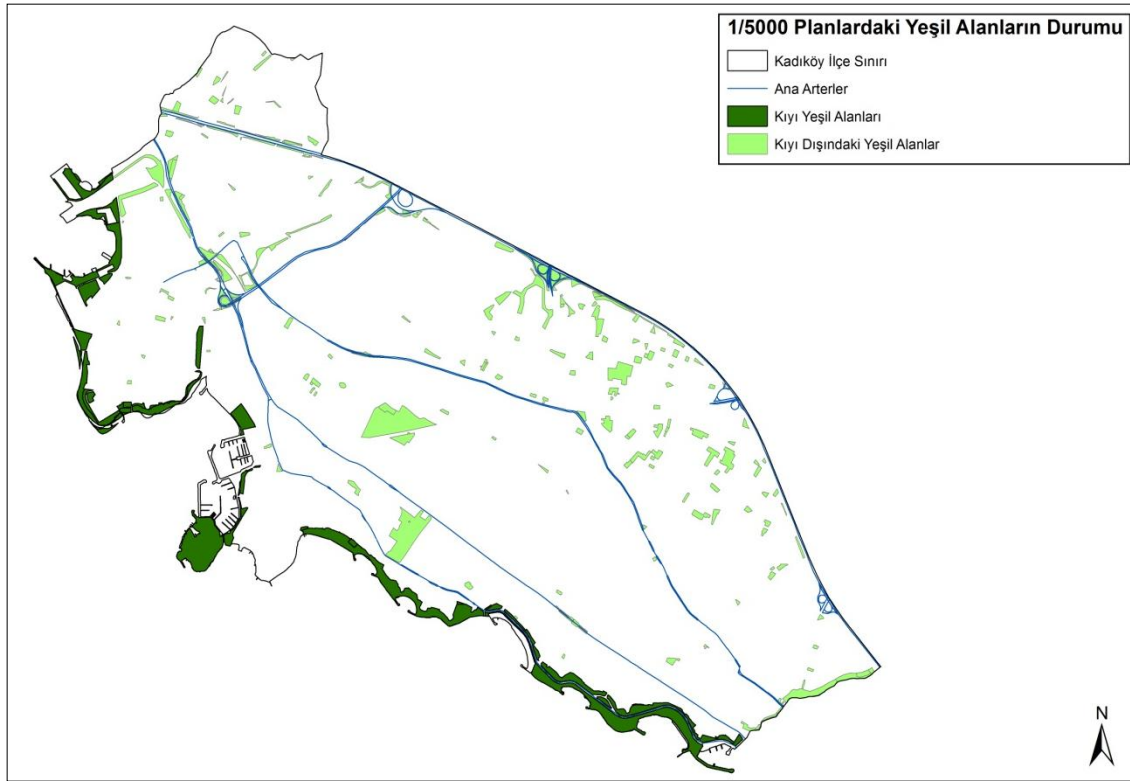 1/5000 Planlardaki Yeşil Alanların Durumu
Kadıköy İlçe Sınırı
Ana Arterler
Kıyı Yeşil Alanları
Kıyı Dışındaki Yeşil Alanlar
N